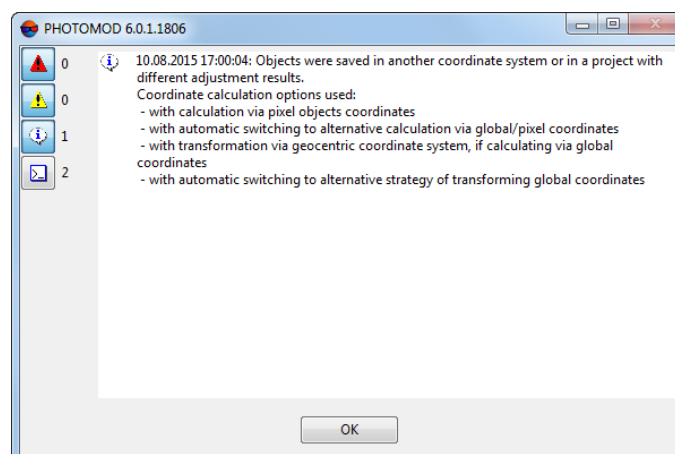 PHOTOMOD 6.0.1.1806
0
0
1
2
10.08.2015 17:00:04: Objects were saved in another coordinate system or in a project with
different adjustment results.
Coordinate calculation options used:
- with calculation via pixel objects coordinates
- with automatic switching to alternative calculation via global/pixel coordinates
- with transformation via geocentric coordinate system, if calculating via global
coordinates
- with automatic switching to alternative strategy of transforming global coordinates
OK